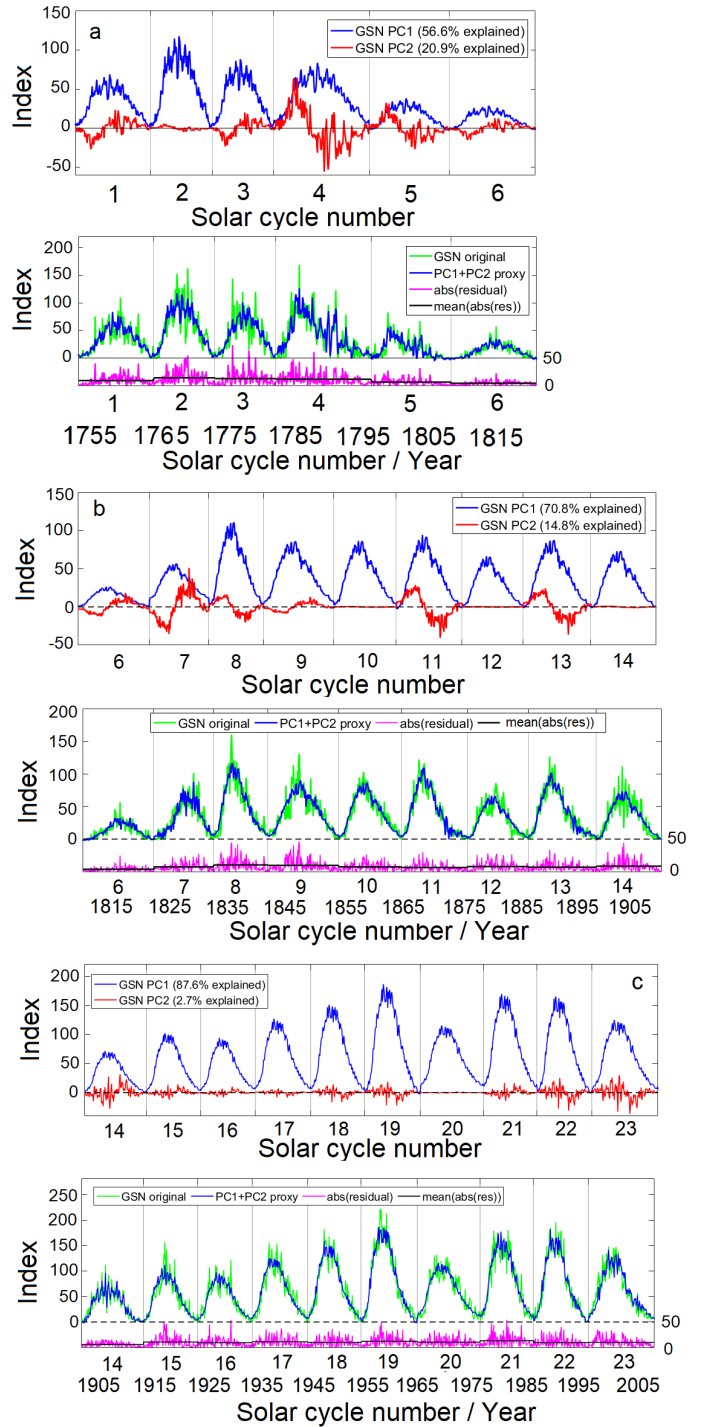 a
GSN PC1 (56.6% explained)
GSN PC2 (20.9% explained)
150
100
50
0
-50
Index
1 2 3 4 5 6
Solar cycle number
GSN original
PC1+PC2 proxy
abs(residual)
mean(abs(res))
200
150
100
50
0
Index
50
0
1 2 3 4 5 6
1755 1765 1775 1785 1795 1805 1815
Solar cycle number / Year
b
GSN PC1 (70.8% explained)
GSN PC2 (14.8% explained)
150
100
50
0
-50
Index
6 7 8 9 10 11 12 13 14
Solar cycle number
GSN original PC1+PC2 proxy abs(residual) mean(abs(res))
200
150
100
50
0
Index
50
0
6 7 8 9 10 11 12 13 14
1815 1825 1835 1845 1855 1865 1875 1885 1895 1905
Solar cycle number / Year
c
GSN PC1 (87.6% explained)
GSN PC2 (2.7% explained)
200
150
100
50
0
Index
14 15 16 17 18 19 20 21 22 23
Solar cycle number
GSN original PC1+PC2 proxy abs(residual) mean(abs(res))
250
200
150
100
50
0
Index
50
0
14 15 16 17 18 19 20 21 22 23
1905 1915 1925 1935 1945 1955 1965 1975 1985 1995 2005
Solar cycle number / Year